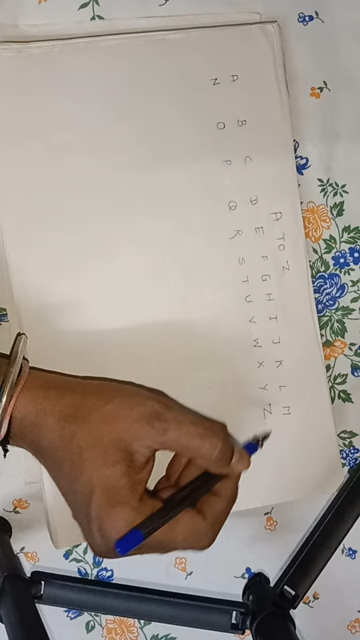 A To Z
A B C D E F G H I J K L M
N O P Q R S T U V W X Y Z